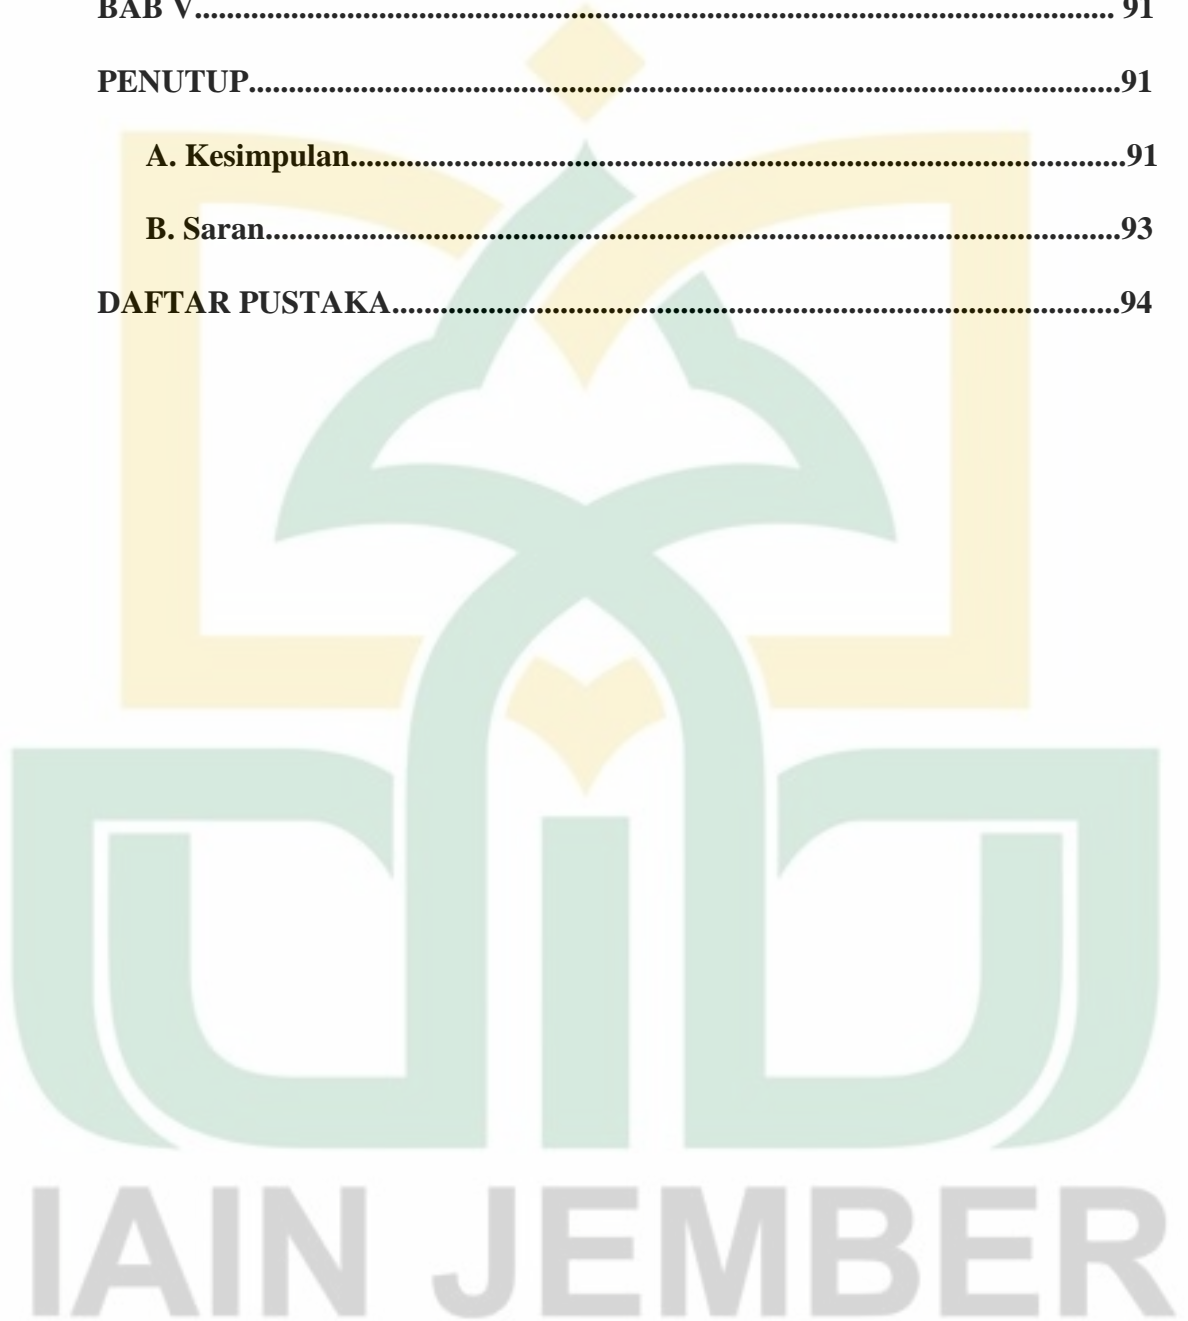 BAB V.................................................................................................................... 91
PENUTUP..............................................................................................................91
A. Kesimpulan..................................................................................................91
B. Saran............................................................................................................93
DAFTAR PUSTAKA............................................................................................94
IAIN JEMBER